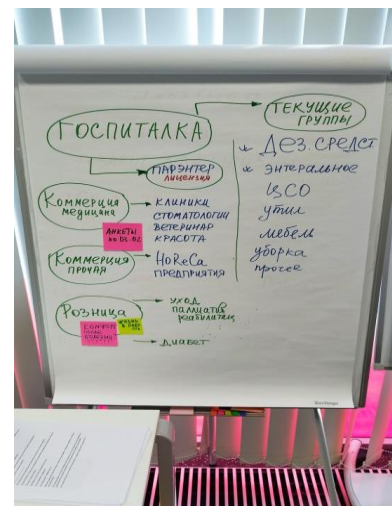 ГОСПИТАЛКА
ТЕКУЩИЕ
ГРУППЫ
ПАРЭНТЕР
ЛИЦЕНЗИЯ
* ДЕЗ. СРЕДСТ
* ЭНТЕРАЛЬНОЕ
ЦСО
УТИЛ
МЕБЕЛЬ
УБОРКА
ПРОЧЕЕ
КОММЕРЦИЯ
МЕДИЦИНА
АНКЕТЫ
КЛИНИКИ
СТОМАТОЛОГИИ
ВЕТЕРИНАР
КРАСОТА
КОММЕРЦИЯ
ПРОЧАЯ
HoReCa
ПРЕДПРИЯТИЯ
РОЗНИЦА
УХОД
ПАЛЛИАТИВ
РЕАБИЛИТАЦ
ДИАБЕТ